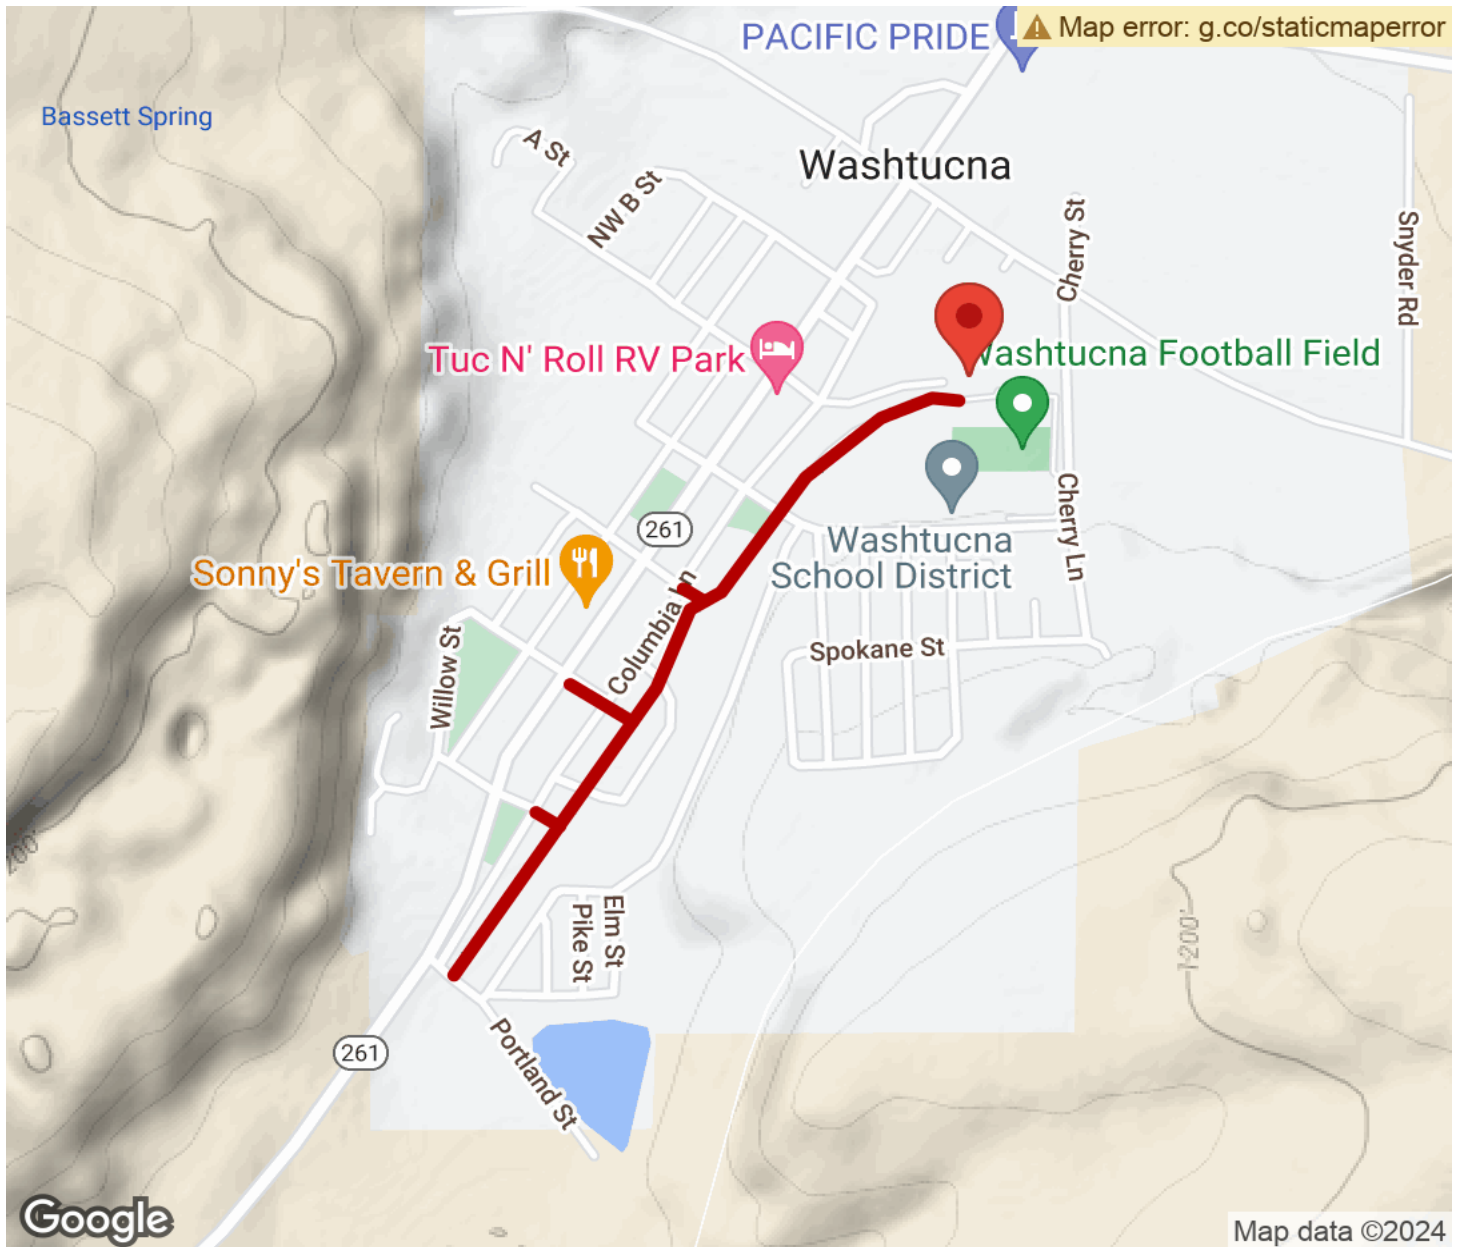 PACIFIC PRIDE
Map error: g.co/staticmaperror
Bassett Spring
A St
Washtucna
NW B St
Cherry St
Snyder Rd
Tuc N' Roll RV Park
Washtucna Football Field
261
Cherry Ln
Washtucna
School District
Sonny's Tavern & Grill
Columbia Ln
Willow St
Spokane St
200'
Elm St
Pike St
1200'
261
Portland St
Google
Map data ©2024